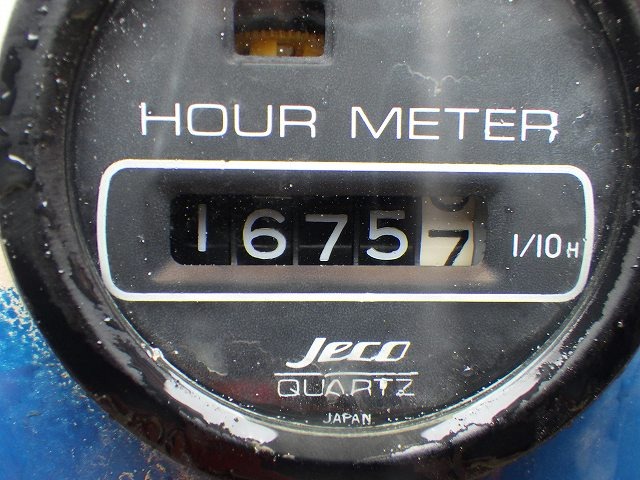 HOUR METER
16757 1/10H
Jeco
QUARTZ
JAPAN